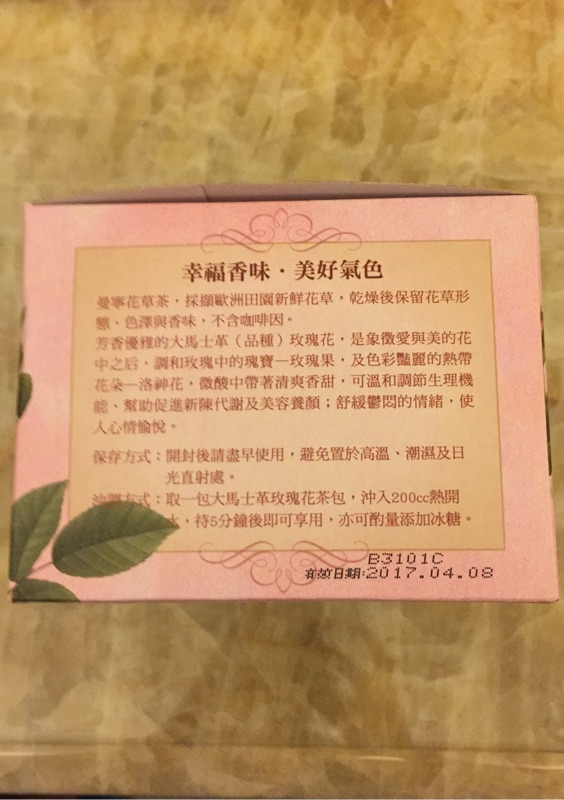 幸福香味·美好氣色
曼寧花草茶，採擷歐洲田園新鮮花草，乾燥後保留花草形
態、色澤與香味，不含咖啡因。
芳香優雅的大馬士革（品種）玫瑰花，是象徵愛與美的花
中之后，調和玫瑰中的瑰寶—玫瑰果，及色彩豔麗的熱帶
花朵—洛神花，微酸中帶著清爽香甜，可溫和調節生理機
能、幫助促進新陳代謝及美容養顏；舒緩鬱悶的情緒，使
人心情愉悅。
保存方式：開封後請盡早使用，避免置於高溫、潮濕及日
光直射處。
沖調方式：取一包大馬士革玫瑰花茶包，沖入200cc熱開
水，待5分鐘後即可享用，亦可酌量添加冰糖。
B3101C
有效日期:2017.04.08